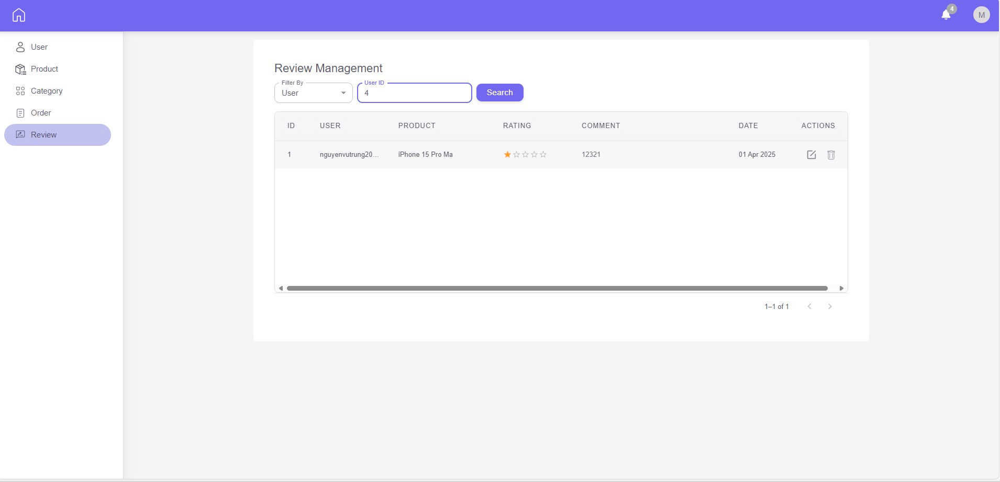 4
M
User
Product
Category
Order
Review
Review Management
Filter By
User
User ID
4
Search
ID USER PRODUCT RATING COMMENT DATE ACTIONS
1 nguyenvutrung20... iPhone 15 Pro Ma 12321 01 Apr 2025
1–1 of 1